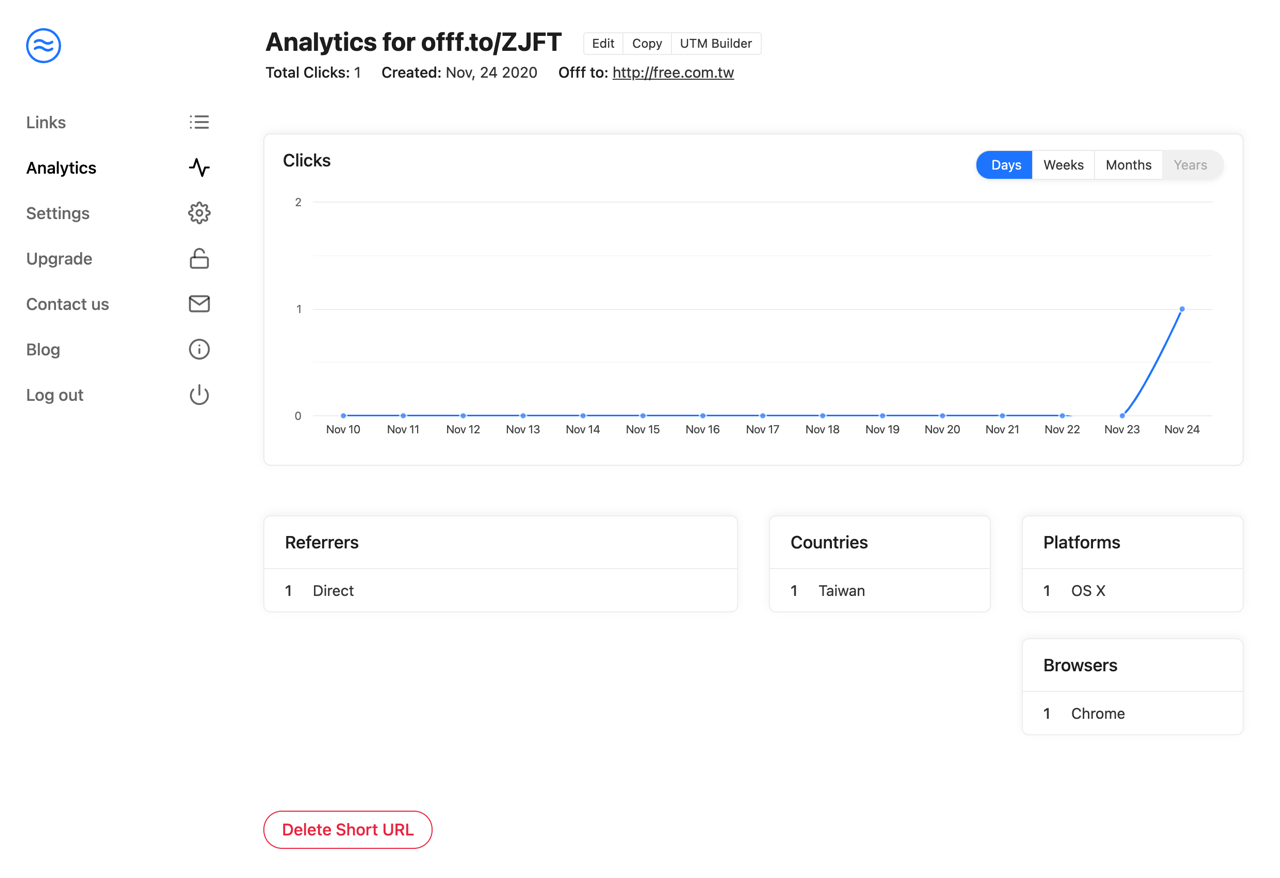 Analytics for offf.to/ZJFT
Edit Copy UTM Builder
Total Clicks: 1 Created: Nov, 24 2020 Offf to: http://free.com.tw
Links
Analytics
Settings
Upgrade
Contact us
Blog
Log out
Clicks
Days Weeks Months Years
2
1
0
Nov 10 Nov 11 Nov 12 Nov 13 Nov 14 Nov 15 Nov 16 Nov 17 Nov 18 Nov 19 Nov 20 Nov 21 Nov 22 Nov 23 Nov 24
Referrers
1 Direct
Countries
1 Taiwan
Platforms
1 OS X
Browsers
1 Chrome
Delete Short URL